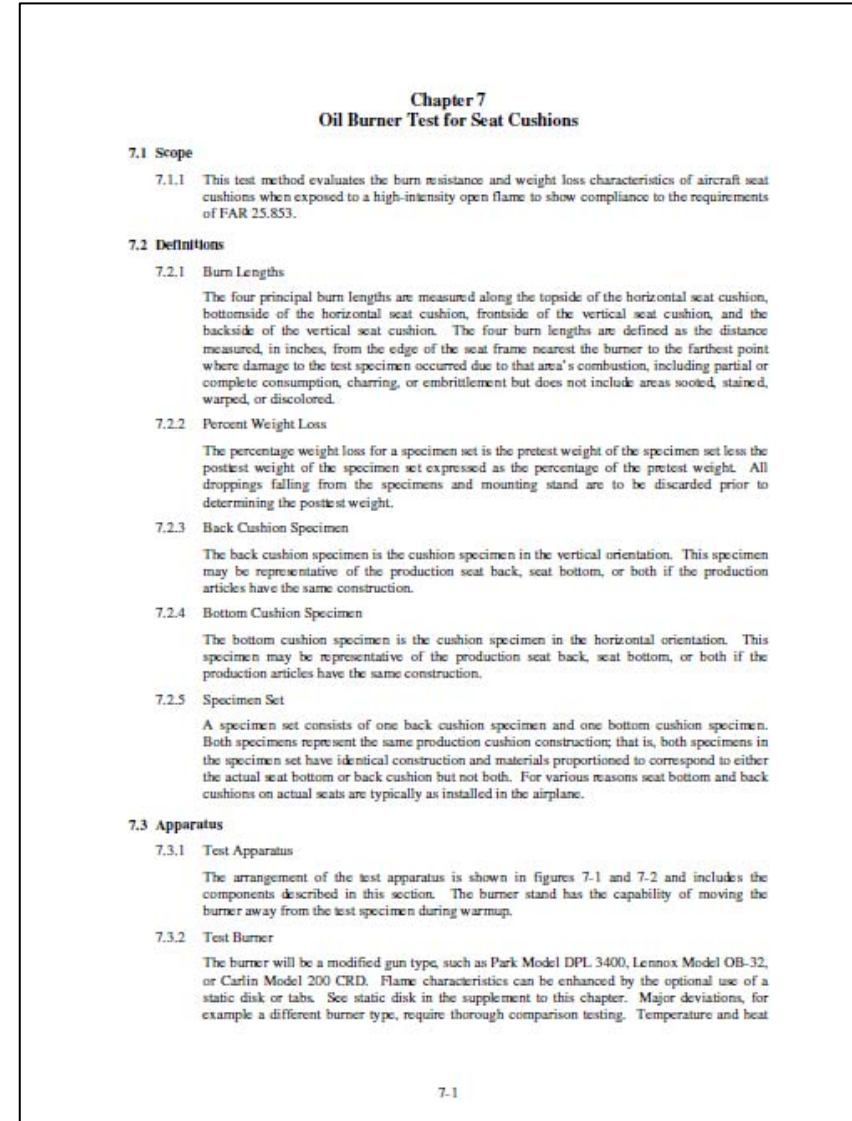 Chapter 7
Oil Burner Test for Seat Cushions
7.1 Scope
7.1.1 This test method evaluates the burn resistance and weight loss characteristics of aircraft seat
cushions when exposed to a high-intensity open flame to show compliance to the requirements
of FAR 25.853.
7.2 Definitions
7.2.1 Burn Lengths
The four principal burn lengths are measured along the topside of the horizontal seat cushion,
bottomside of the horizontal seat cushion, frontside of the vertical seat cushion, and the
backside of the vertical seat cushion. The four burn lengths are defined as the distance
measured, in inches, from the edge of the seat frame nearest the burner to the farthest point
where damage to the test specimen occurred due to that area's combustion, including partial or
complete consumption, charring, or embrittlement but does not include areas sooted, stained,
warped, or discolored.
7.2.2 Percent Weight Loss
The percentage weight loss for a specimen set is the pretest weight of the specimen set less the
posttest weight of the specimen set expressed as the percentage of the pretest weight. All
droppings falling from the specimens and mounting stand are to be discarded prior to
determining the posttest weight.
7.2.3 Back Cushion Specimen
The back cushion specimen is the cushion specimen in the vertical orientation. This specimen
may be representative of the production seat back, seat bottom, or both if the production
articles have the same construction.
7.2.4 Bottom Cushion Specimen
The bottom cushion specimen is the cushion specimen in the horizontal orientation. This
specimen may be representative of the production seat back, seat bottom, or both if the
production articles have the same construction.
7.2.5 Specimen Set
A specimen set consists of one back cushion specimen and one bottom cushion specimen.
Both specimens represent the same production cushion construction; that is, both specimens in
the specimen set have identical construction and materials proportioned to correspond to either
the actual seat bottom or back cushion but not both. For various reasons seat bottom and back
cushions on actual seats are typically as installed in the airplane.
7.3 Apparatus
7.3.1 Test Apparatus
The arrangement of the test apparatus is shown in figures 7-1 and 7-2 and includes the
components described in this section. The burner stand has the capability of moving the
burner away from the test specimen during warmup.
7.3.2 Test Burner
The burner will be a modified gun type, such as Park Model DPL 3400, Lennox Model OB-32,
or Carlin Model 200 CRD. Flame characteristics can be enhanced by the optional use of a
static disk or tabs. See static disk in the supplement to this chapter. Major deviations, for
example a different burner type, require thorough comparison testing. Temperature and heat
7-1